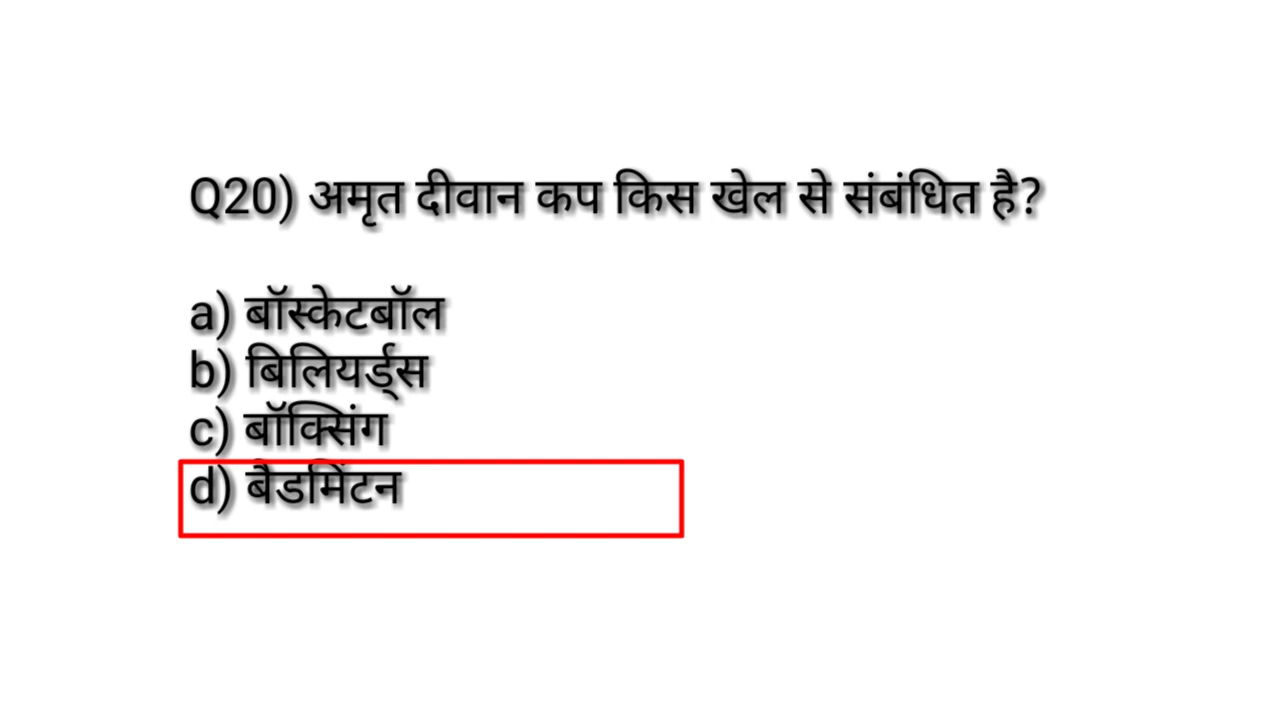 Q20) अमृत दीवान कप किस खेल से संबंधित है?
a) बॉस्केटबॉल
b) बिलियर्ड्स
c) बॉक्सिंग
d) बैडमिंटन